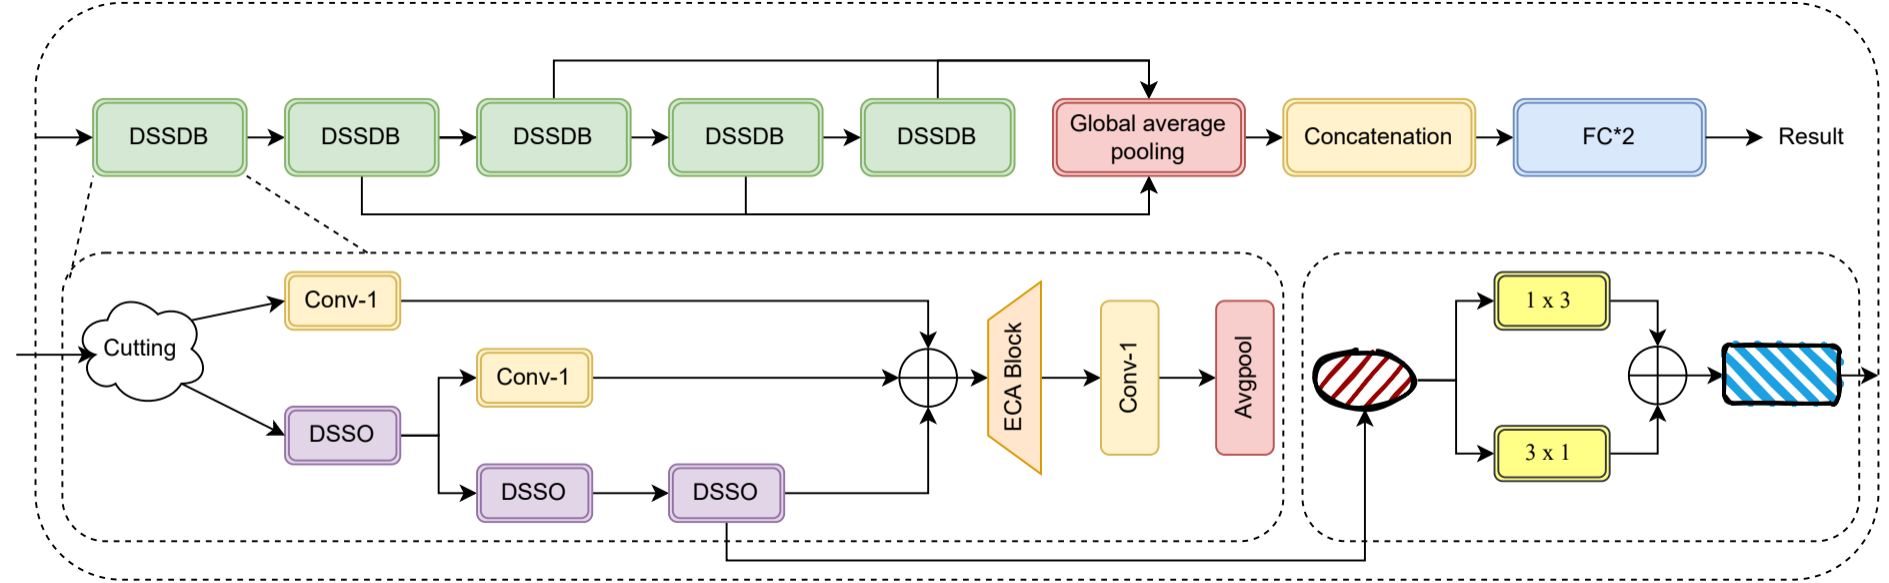 DSSDB
DSSDB
DSSDB
DSSDB
DSSDB
Global average
pooling
Concatenation
FC*2
Result
Cutting
Conv-1
DSSO
Conv-1
DSSO
DSSO
ECA Block
Conv-1
Avgpool
1 x 3
3 x 1